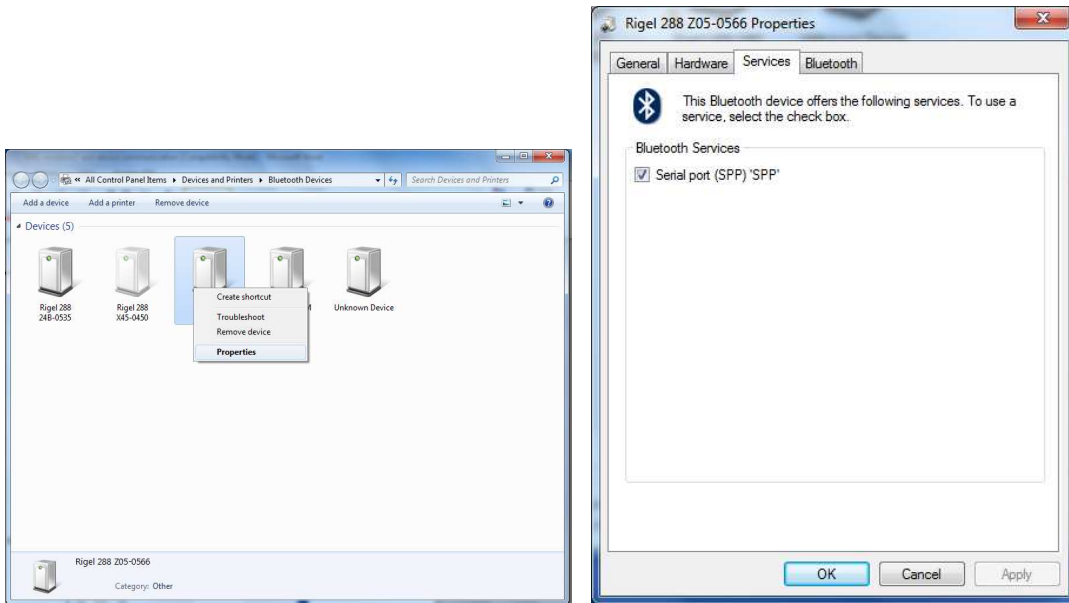 All Control Panel Items ▸ Devices and Printers ▸ Bluetooth Devices
Search Devices and Printers
Add a device Add a printer Remove device
Devices (5)
Rigel 288
24B-0535
Rigel 288
X45-0450
Unknown Device
Create shortcut
Troubleshoot
Remove device
Properties
Rigel 288 Z05-0566
Category: Other
Rigel 288 Z05-0566 Properties
General Hardware Services Bluetooth
This Bluetooth device offers the following services. To use a
service, select the check box.
Bluetooth Services
Serial port (SPP) 'SPP'
OK Cancel Apply